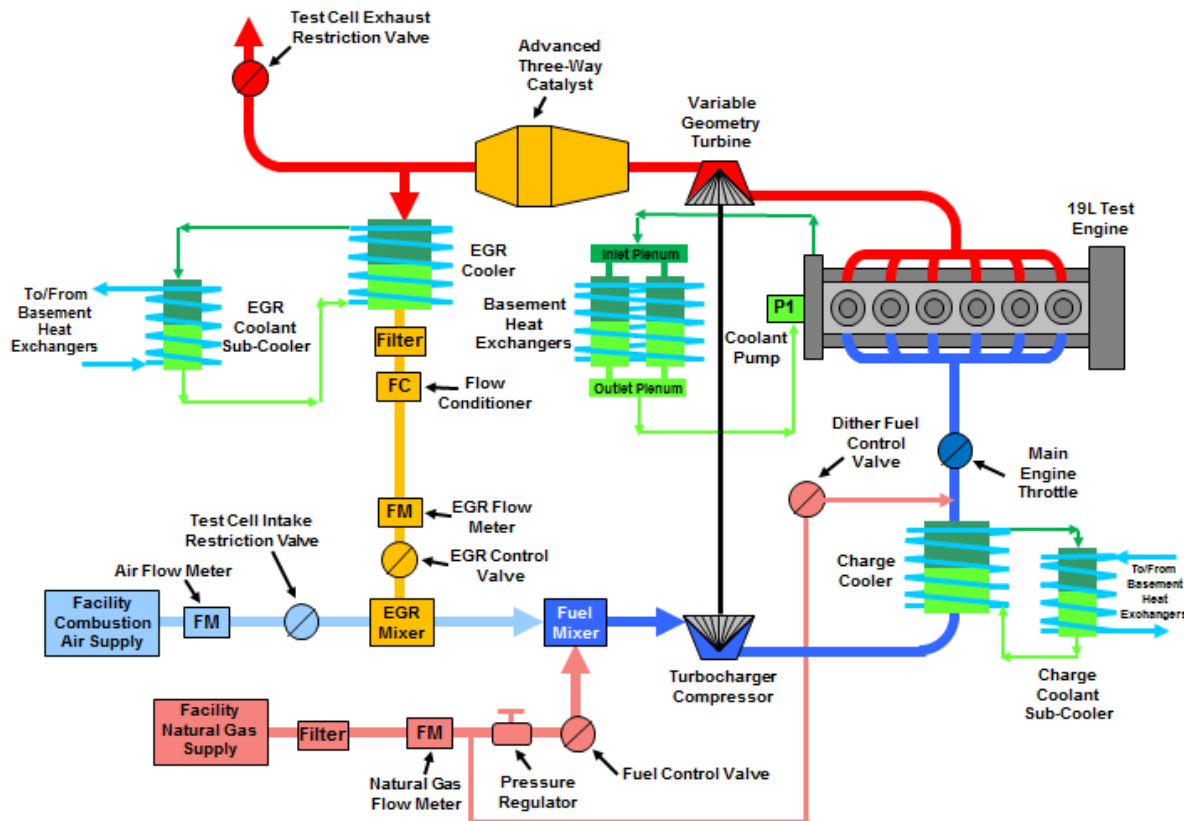 Test Cell Exhaust
Restriction Valve
Advanced
Three-Way
Catalyst
Variable
Geometry
Turbine
19L Test
Engine
EGR
Cooler
Inlet Plenum
To/From
Basement
Heat
Exchangers
EGR
Coolant
Sub-Cooler
Basement
Heat
Exchangers
P1
Coolant
Pump
Filter
FC
Flow
Conditioner
Outlet Plenum
Dither Fuel
Control
Valve
Main
Engine
Throttle
Test Cell Intake
Restriction Valve
FM
EGR Flow
Meter
EGR Control
Valve
Air Flow Meter
Charge
Cooler
To/From
Basement
Heat
Exchangers
Facility
Combustion
Air Supply
FM
EGR
Mixer
Fuel
Mixer
Turbocharger
Compressor
Charge
Coolant
Sub-Cooler
Facility
Natural Gas
Supply
Filter
FM
Natural Gas
Flow Meter
Pressure
Regulator
Fuel Control Valve